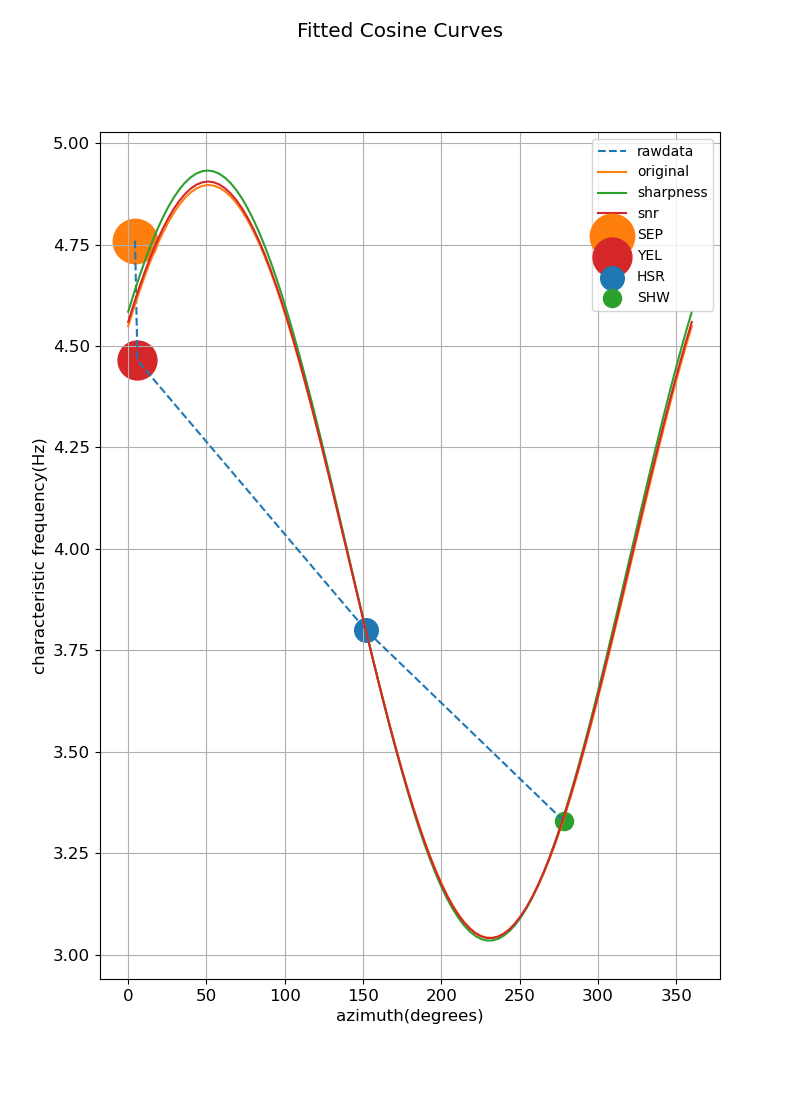 Fitted Cosine Curves
rawdata
original
sharpness
snr
SEP
YEL
HSR
SHW
characteristic frequency(Hz)
5.00
4.75
4.50
4.25
4.00
3.75
3.50
3.25
3.00
0 50 100 150 200 250 300 350
azimuth(degrees)